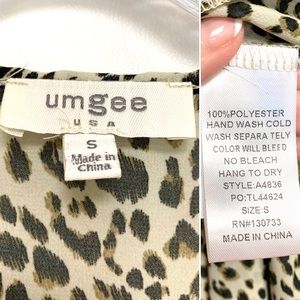 umgee
USA
S
Made in
China
100%POLYESTER
HAND WASH COLD
WASH SEPARA TELY
COLOR WILL BLEED
NO BLEACH
HANG TO DRY
STYLE:A4836
PO:TL44624
SIZE:S
RN#130733
MADE IN CHINA